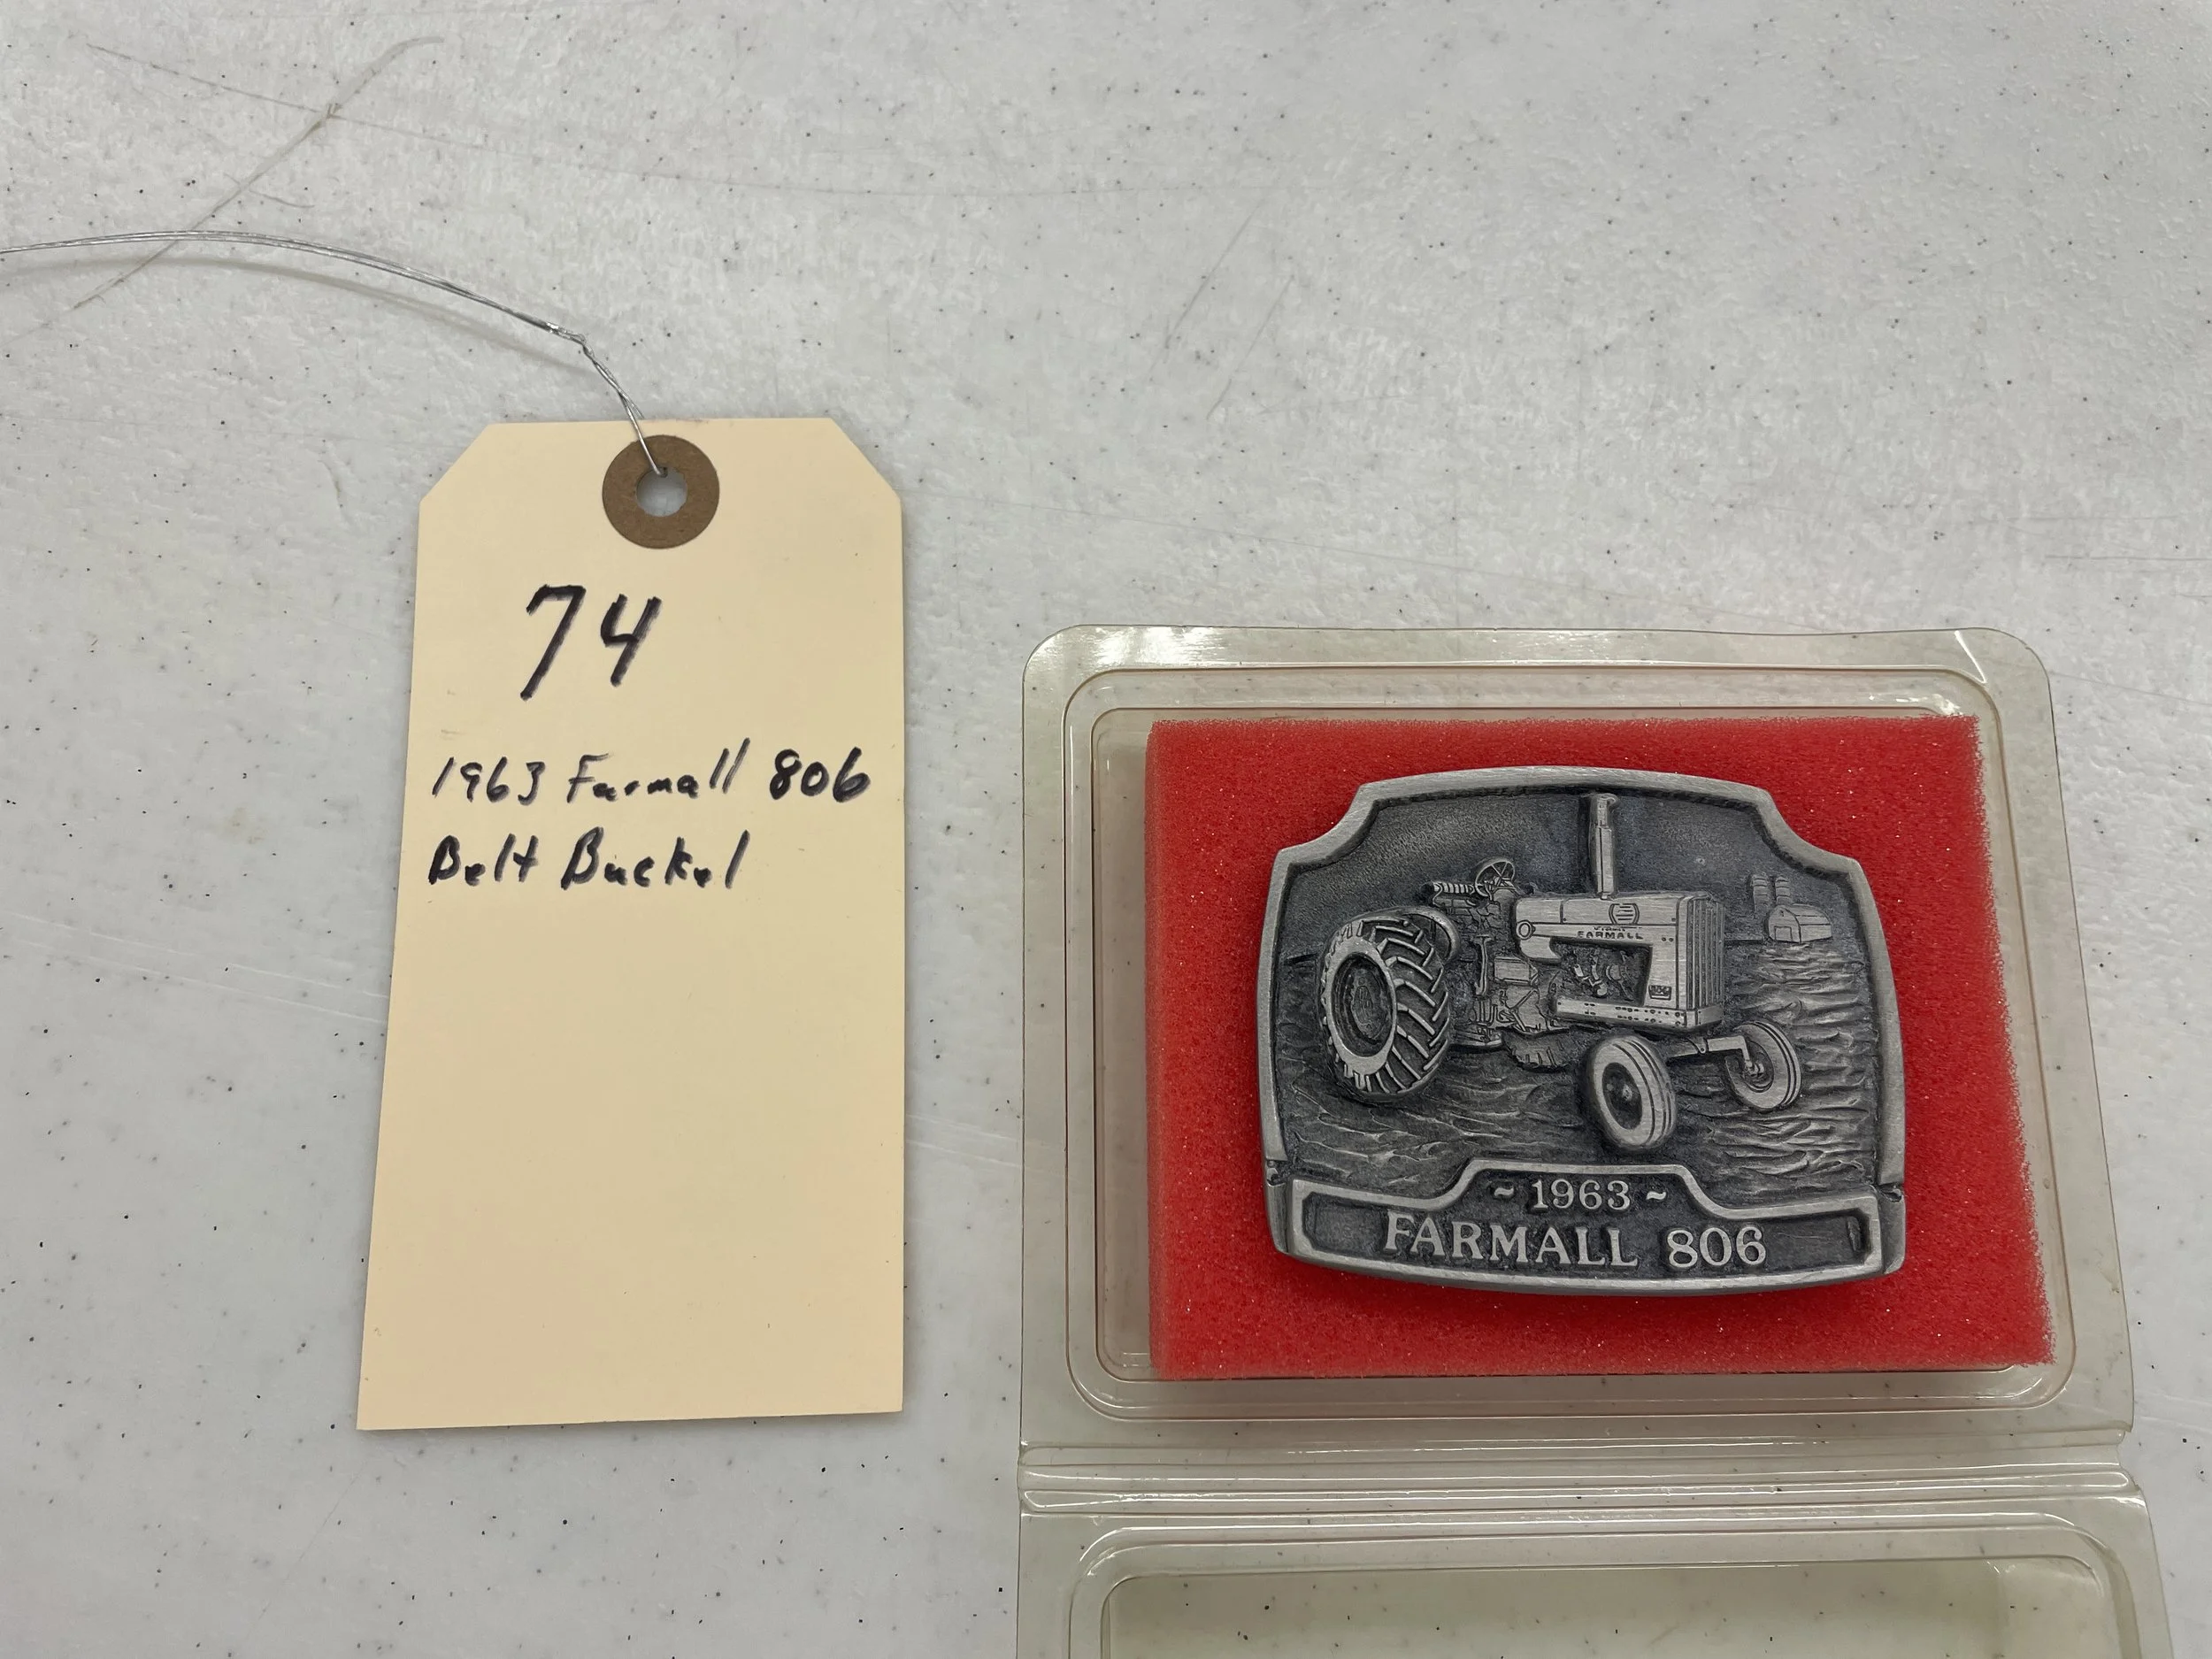 74
1963 Farmall 806
Belt Buckel
FARMALL
~ 1963 ~
FARMALL 806